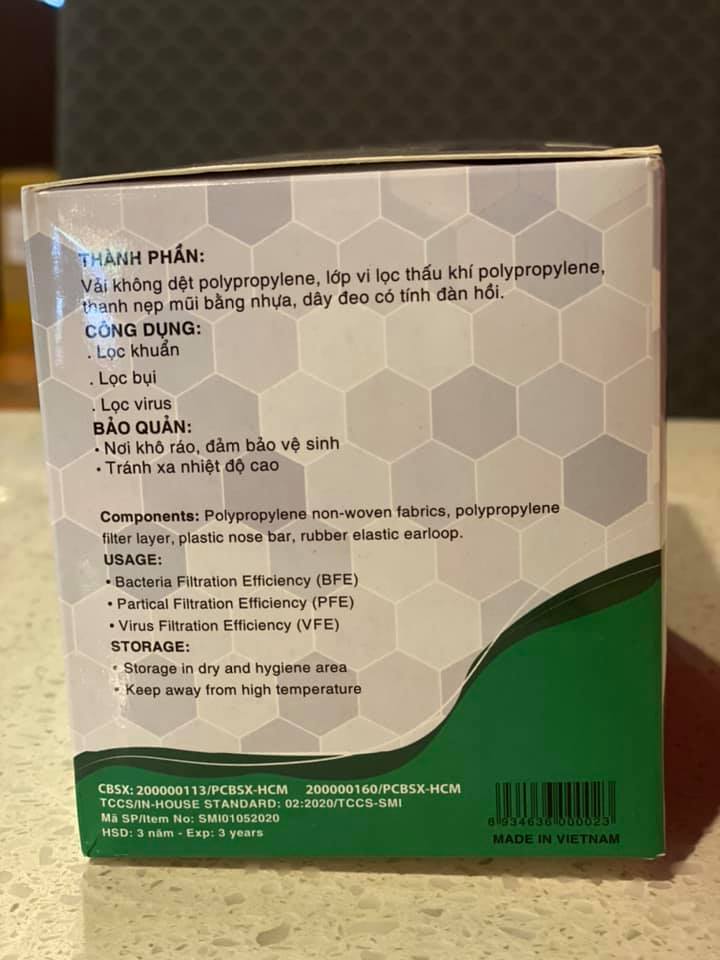 THÀNH PHẦN:
Vải không dệt polypropylene, lớp vi lọc thấu khí polypropylene,
thanh nẹp mũi bằng nhựa, dây đeo có tính đàn hồi.
CÔNG DỤNG:
. Lọc khuẩn
. Lọc bụi
. Lọc virus
BẢO QUẢN:
• Nơi khô ráo, đảm bảo vệ sinh
• Tránh xa nhiệt độ cao
Components: Polypropylene non-woven fabrics, polypropylene
filter layer, plastic nose bar, rubber elastic earloop.
USAGE:
• Bacteria Filtration Efficiency (BFE)
• Partical Filtration Efficiency (PFE)
• Virus Filtration Efficiency (VFE)
STORAGE:
• Storage in dry and hygiene area
• Keep away from high temperature
CBSX: 200000113/PCBSX-HCM 200000160/PCBSX-HCM
TCCS/IN-HOUSE STANDARD: 02:2020/TCCS-SMI
Mã SP/Item No: SMI01052020
HSD: 3 năm - Exp: 3 years
8 934636 000023
MADE IN VIETNAM